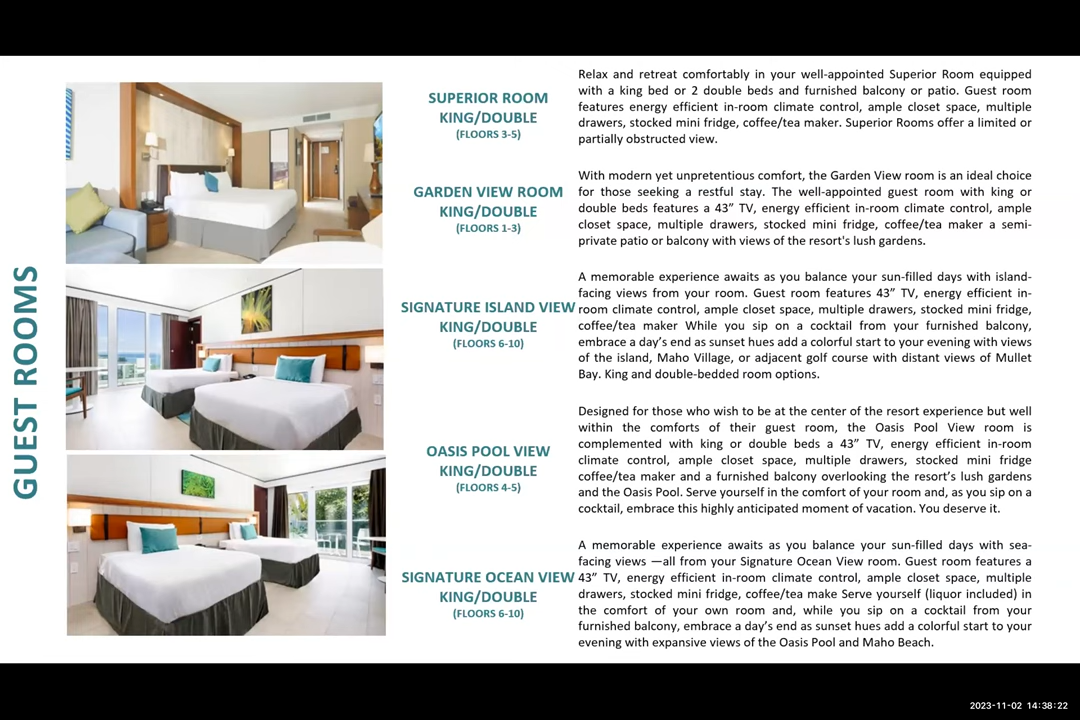 GUEST ROOMS
SUPERIOR ROOM
KING/DOUBLE
(FLOORS 3-5)
Relax and retreat comfortably in your well-appointed Superior Room equipped
with a king bed or 2 double beds and furnished balcony or patio. Guest room
features energy efficient in-room climate control, ample closet space, multiple
drawers, stocked mini fridge, coffee/tea maker. Superior Rooms offer a limited or
partially obstructed view.
GARDEN VIEW ROOM
KING/DOUBLE
(FLOORS 1-3)
With modern yet unpretentious comfort, the Garden View room is an ideal choice
for those seeking a restful stay. The well-appointed guest room with king or
double beds features a 43” TV, energy efficient in-room climate control, ample
closet space, multiple drawers, stocked mini fridge, coffee/tea maker a semi-
private patio or balcony with views of the resort's lush gardens.
SIGNATURE ISLAND VIEW
KING/DOUBLE
(FLOORS 6-10)
A memorable experience awaits as you balance your sun-filled days with island-
facing views from your room. Guest room features 43” TV, energy efficient in-
room climate control, ample closet space, multiple drawers, stocked mini fridge,
coffee/tea maker While you sip on a cocktail from your furnished balcony,
embrace a day’s end as sunset hues add a colorful start to your evening with views
of the island, Maho Village, or adjacent golf course with distant views of Mullet
Bay. King and double-bedded room options.
OASIS POOL VIEW
KING/DOUBLE
(FLOORS 4-5)
Designed for those who wish to be at the center of the resort experience but well
within the comforts of their guest room, the Oasis Pool View room is
complemented with king or double beds a 43” TV, energy efficient in-room
climate control, ample closet space, multiple drawers, stocked mini fridge
coffee/tea maker and a furnished balcony overlooking the resort’s lush gardens
and the Oasis Pool. Serve yourself in the comfort of your room and, as you sip on a
cocktail, embrace this highly anticipated moment of vacation. You deserve it.
SIGNATURE OCEAN VIEW
KING/DOUBLE
(FLOORS 6-10)
A memorable experience awaits as you balance your sun-filled days with sea-
facing views —all from your Signature Ocean View room. Guest room features a
43” TV, energy efficient in-room climate control, ample closet space, multiple
drawers, stocked mini fridge, coffee/tea make Serve yourself (liquor included) in
the comfort of your own room and, while you sip on a cocktail from your
furnished balcony, embrace a day’s end as sunset hues add a colorful start to your
evening with expansive views of the Oasis Pool and Maho Beach.
2023-11-02 14:38:22